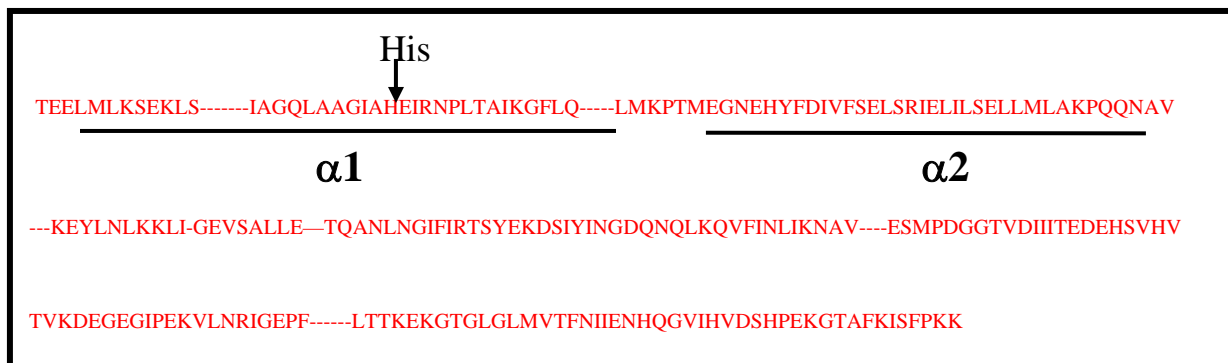 His
TEELMLKSEKLS-------IAGQLAAGIAHEIRNPLTAIKGFLQ-----LMKPTMEGNEHYFDIVFSELSRIELILSELLMLAKPQQNAV
α1 α2
---KEYLNLKKLI-GEVSALLE—TQANLNGIFIRTSYEKDSIYINGDQNQLKQVFINLIKNAV----ESMPDGGTVDIIITEDEHSVHV
TVKDEGEGIPEKVLNRIGEPF------LTTKEKGTGLGLMVTFNIIENHQGVIHVDSHPEKGTAFKISFPKK